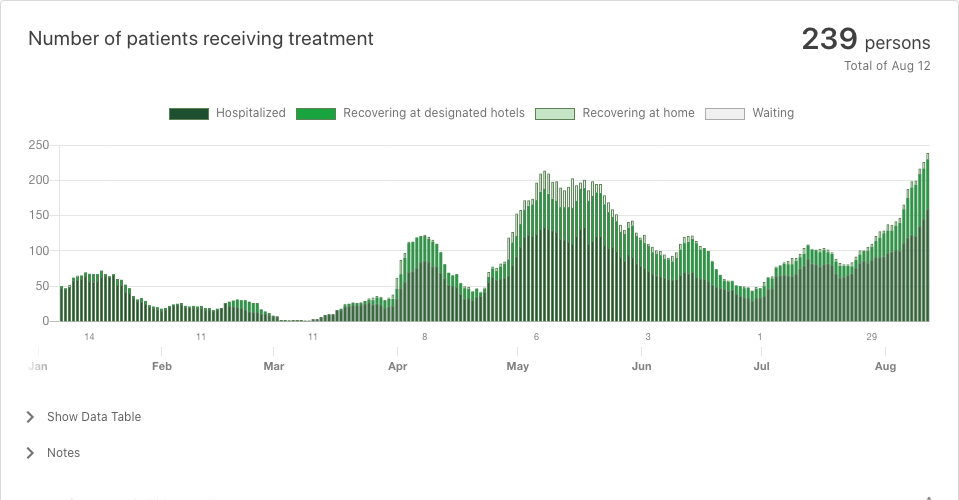 Number of patients receiving treatment
239 persons
Total of Aug 12
Hospitalized Recovering at designated hotels Recovering at home Waiting
250
200
150
100
50
0
14 11 11 8 6 3 1 29
Jan Feb Mar Apr May Jun Jul Aug
Show Data Table
Notes